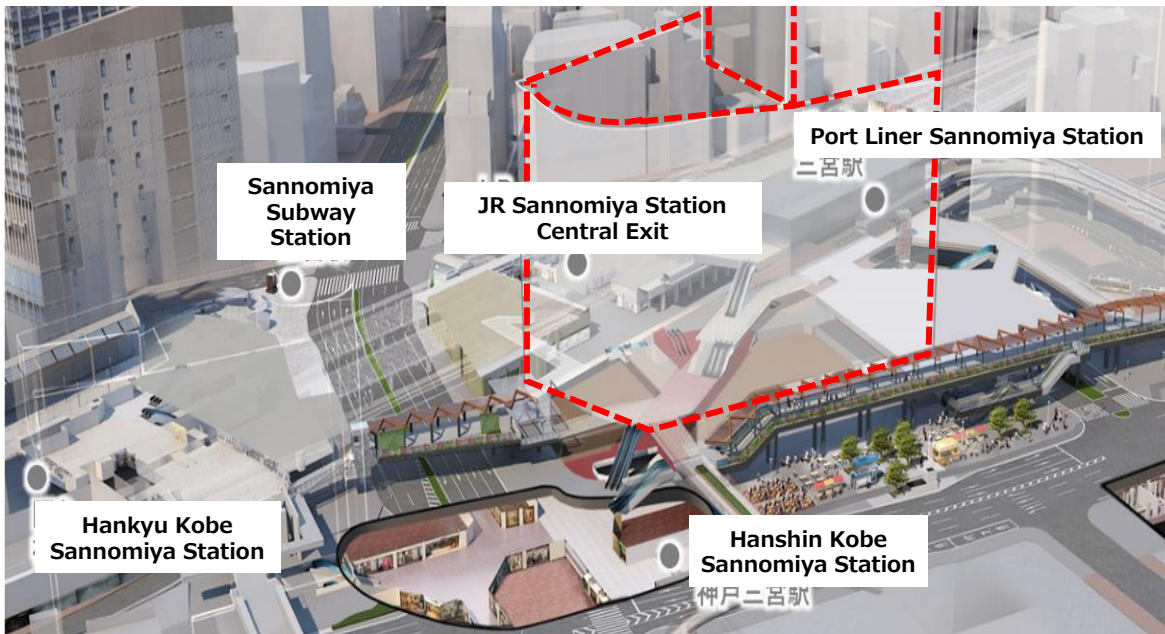 Port Liner Sannomiya Station
三宮駅
Sannomiya
Subway
Station
JR Sannomiya Station
Central Exit
Hankyu Kobe
Sannomiya Station
Hanshin Kobe
Sannomiya Station
神戸三宮駅